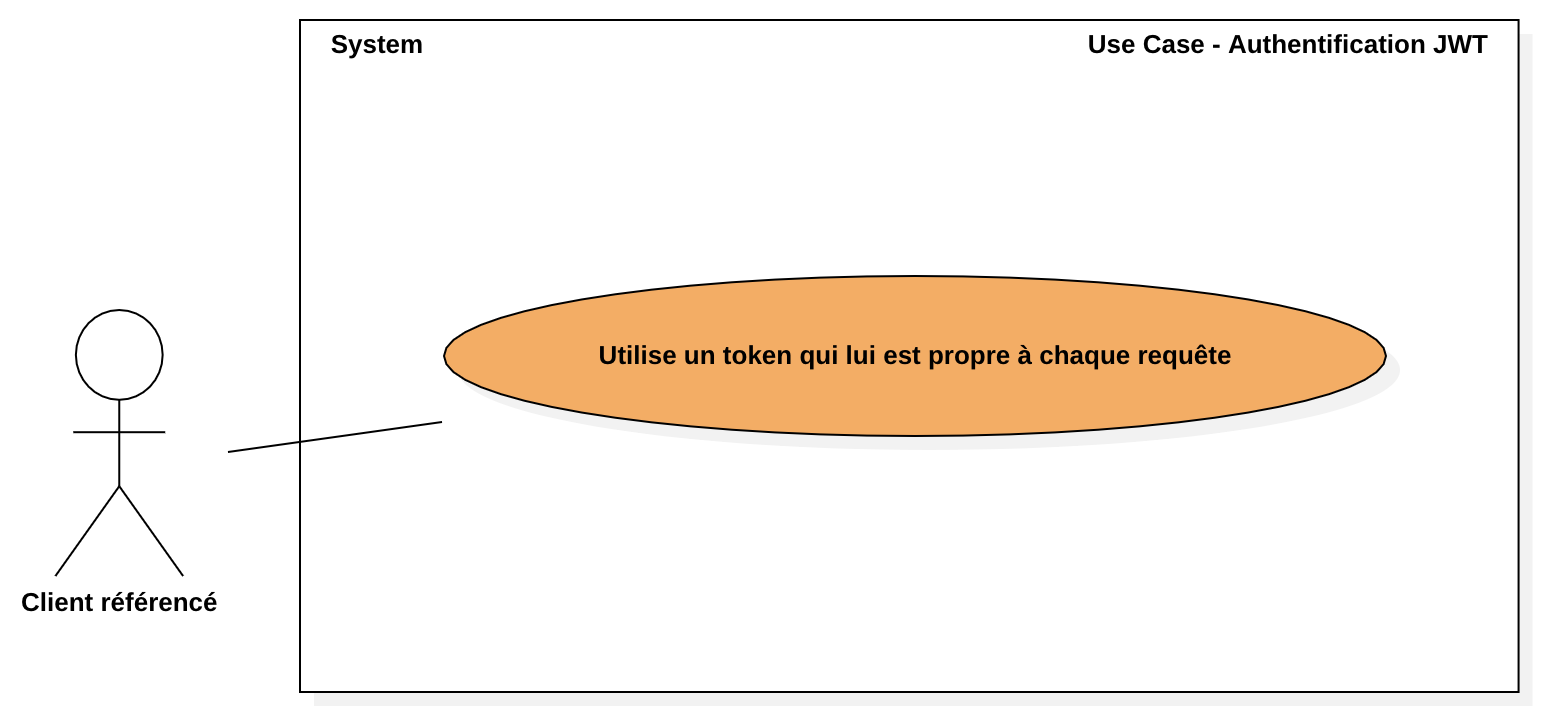 System
Use Case - Authentification JWT
Utilise un token qui lui est propre à chaque requête
Client référencé